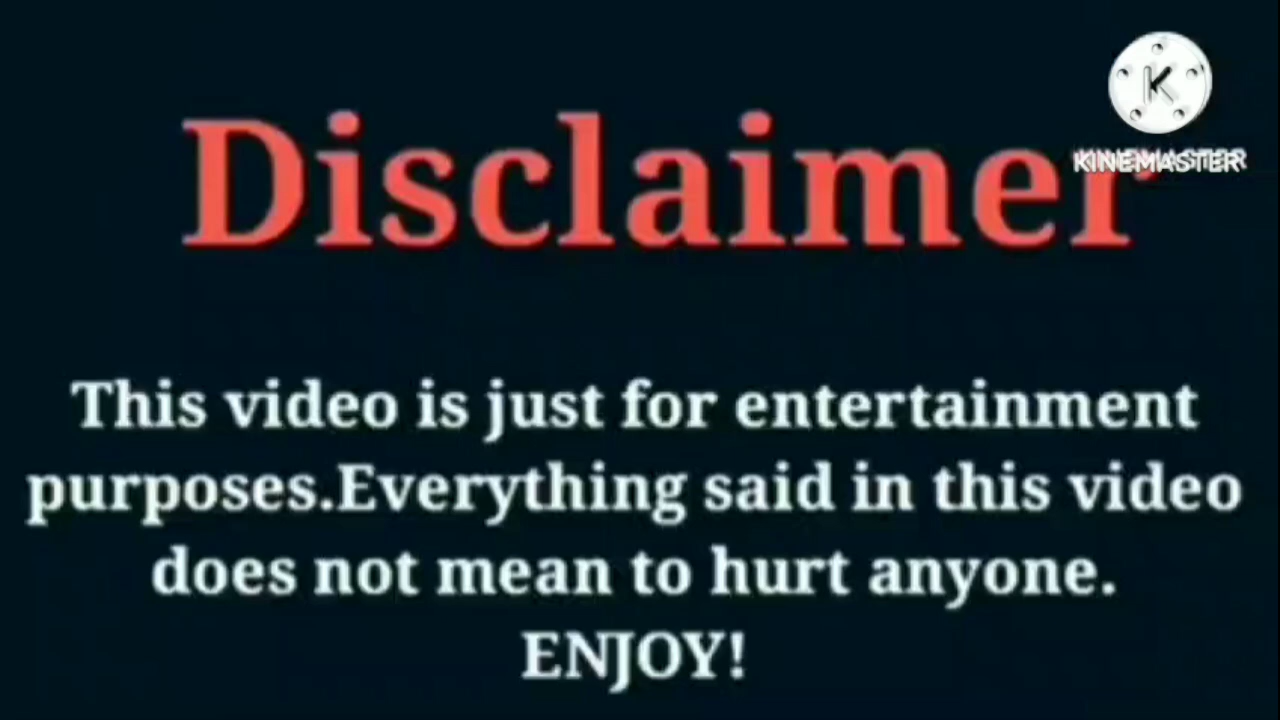 K
KINEMASTER
Disclaimer
This video is just for entertainment
purposes.Everything said in this video
does not mean to hurt anyone.
ENJOY!